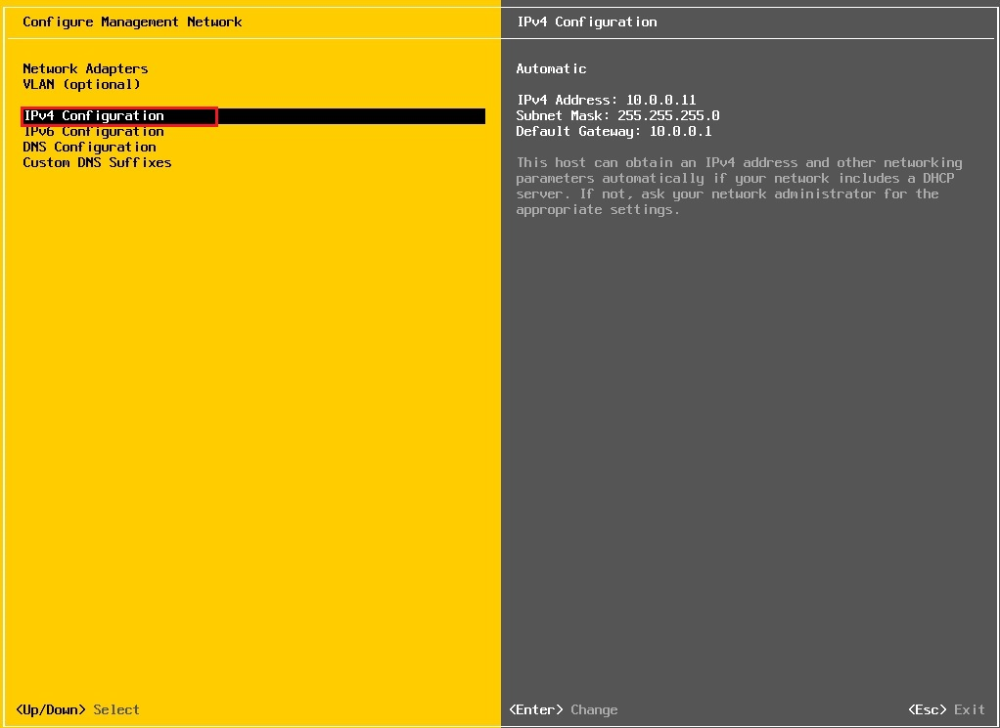 Configure Management Network
Network Adapters
VLAN (optional)
IPv4 Configuration
IPv6 Configuration
DNS Configuration
Custom DNS Suffixes
<Up/Down> Select
IPv4 Configuration
Automatic
IPv4 Address: 10.0.0.11
Subnet Mask: 255.255.255.0
Default Gateway: 10.0.0.1
This host can obtain an IPv4 address and other networking
parameters automatically if your network includes a DHCP
server. If not, ask your network administrator for the
appropriate settings.
<Enter> Change
<Esc> Exit